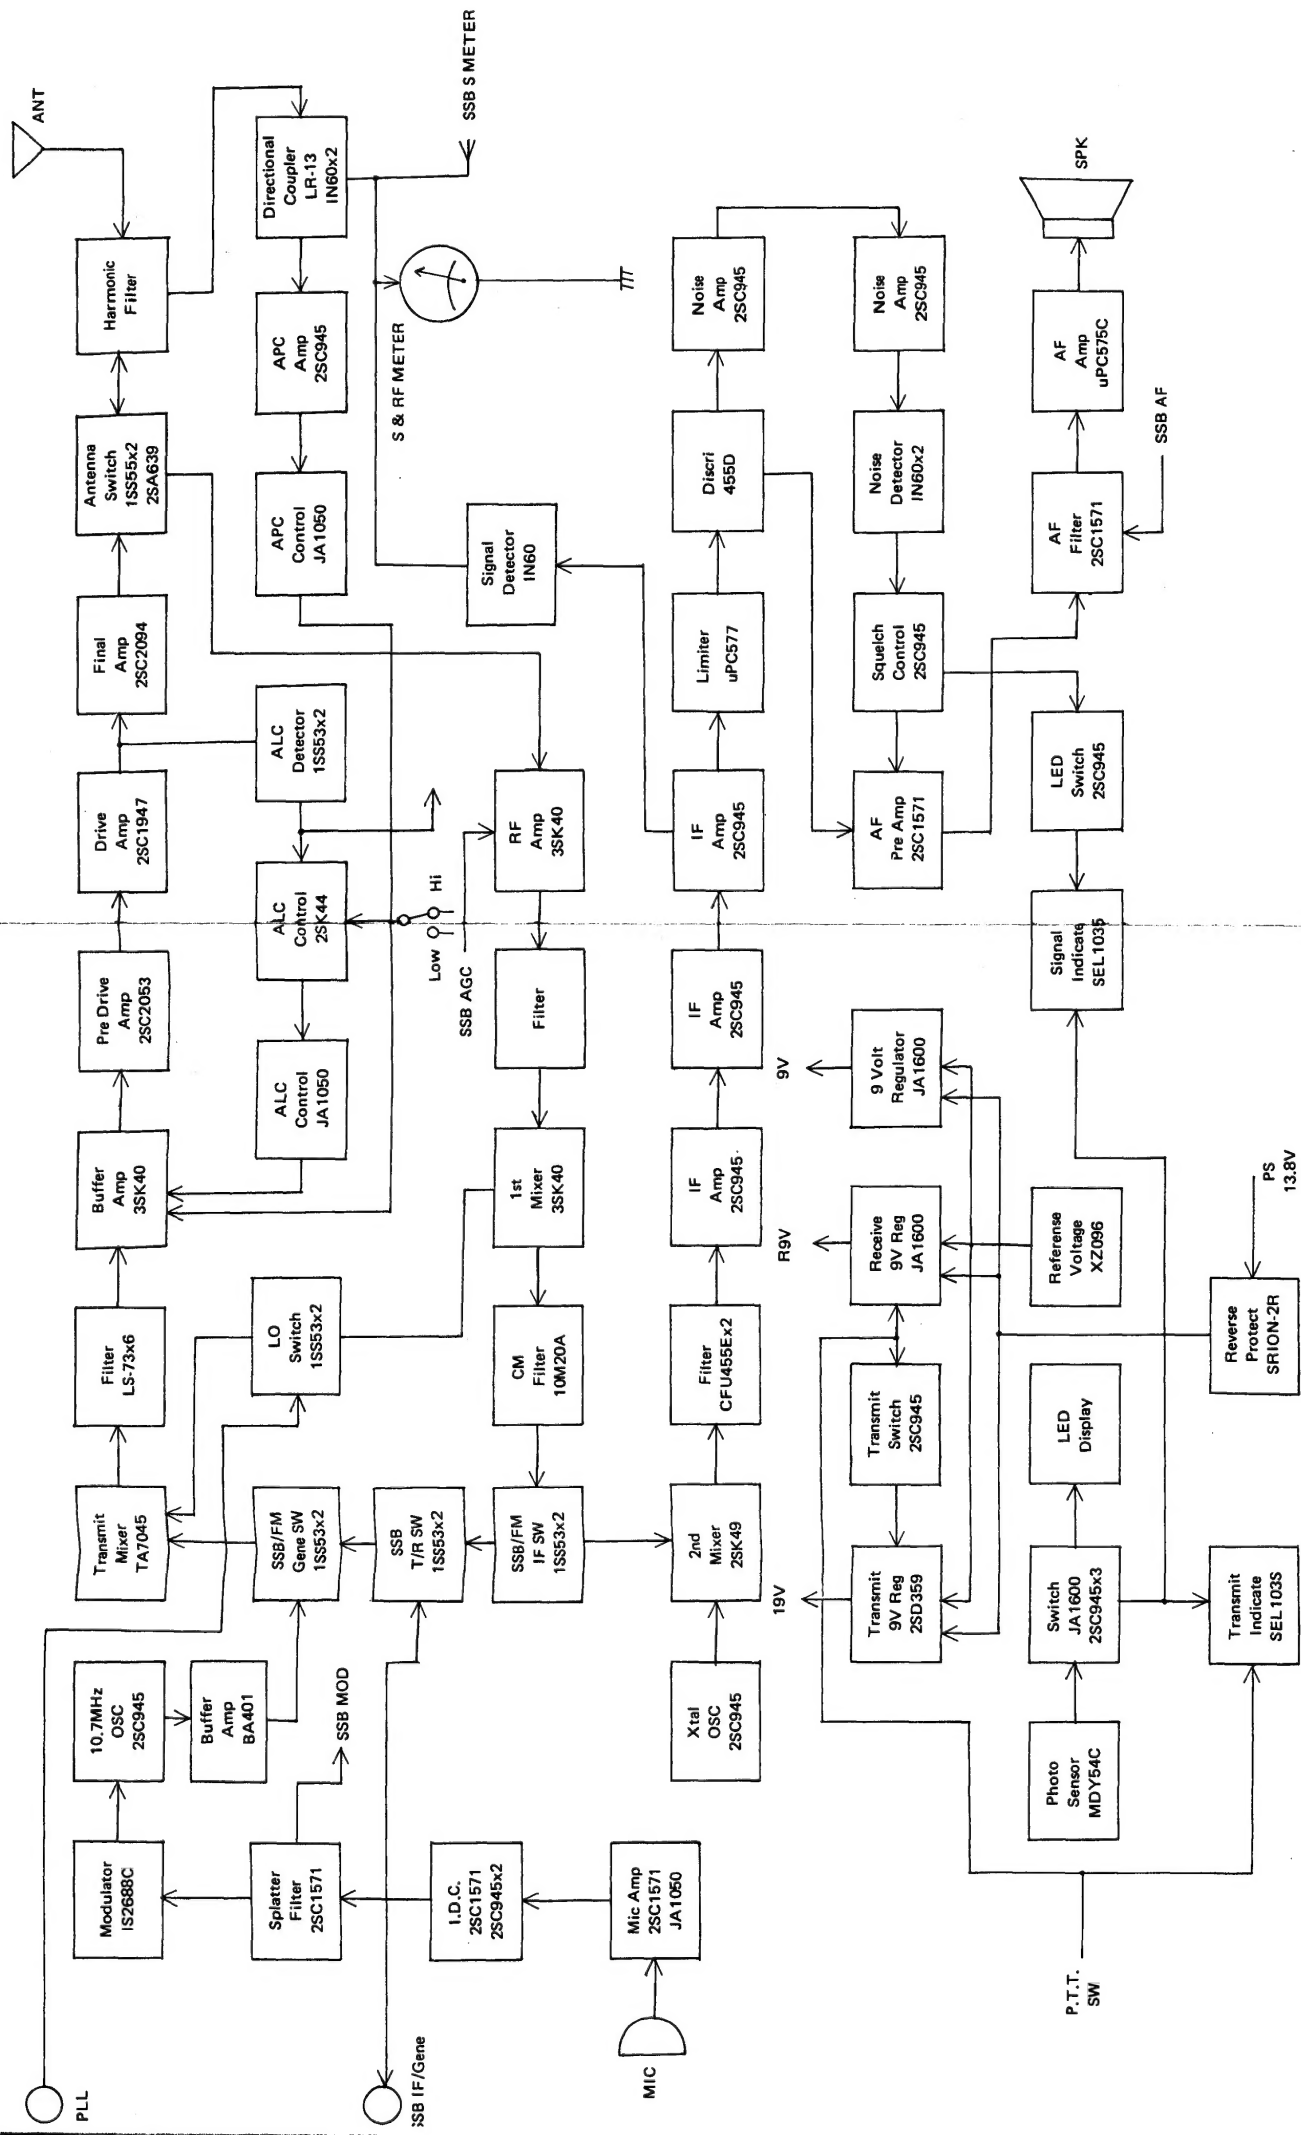 PLL
Modulator
IS2688C
10.7MHz
OSC
2SC945
Transmit
Mixer
TA7045
Filter
LS-73x6
Buffer
Amp
3SK40
Pre Drive
Amp
2SC2053
Drive
Amp
2SC1947
Final
Amp
2SC2094
Antenna
Switch
1SS55x2
2SA639
Harmonic
Filter
ANT
Buffer
Amp
BA401
Splatter
Filter
2SC1571
SSB MOD
SSB/FM
Gene SW
1SS53x2
LO
Switch
1SS53x2
ALC
Control
JA1050
ALC
Control
2SK44
ALC
Detector
1SS53x2
APC
Control
JA1050
APC
Amp
2SC945
Directional
Coupler
LR-13
IN60x2
SSB IF/Gene
SSB
T/R SW
1SS53x2
Low
Hi
S & RF METER
SSB S METER
I.D.C.
2SC1571
2SC945x2
SSB/FM
IF SW
1SS53x2
CM
Filter
10M20A
1st
Mixer
3SK40
Filter
SSB AGC
RF
Amp
3SK40
Signal
Detector
IN60
MIC
Mic Amp
2SC1571
JA1050
Xtal
OSC
2SC945
2nd
Mixer
2SK49
Filter
CFU455Ex2
IF
Amp
2SC945
IF
Amp
2SC945
IF
Amp
2SC945
Limiter
uPC577
Discri
455D
Noise
Amp
2SC945
19V
R9V
9V
Transmit
9V Reg
2SD359
Transmit
Switch
2SC945
Receive
9V Reg
JA1600
9 Volt
Regulator
JA1600
AF
Pre Amp
2SC1571
Squelch
Control
2SC945
Noise
Detector
IN60x2
Noise
Amp
2SC945
P.T.T.
SW
Photo
Sensor
MDY54C
Switch
JA1600
2SC945x3
LED
Display
Referense
Voltage
XZ096
Signal
Indicate
SEL1035
LED
Switch
2SC945
AF
Filter
2SC1571
AF
Amp
uPC575C
SPK
SSB AF
Transmit
Indicate
SEL103S
Reverse
Protect
SRION-2R
PS
13.8V